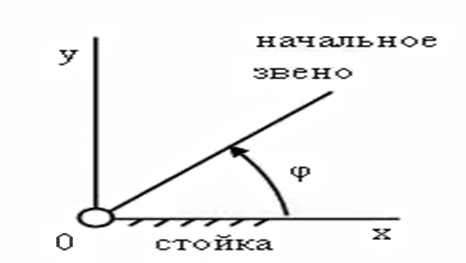 начальное
звено
y
φ
0
стойка
x